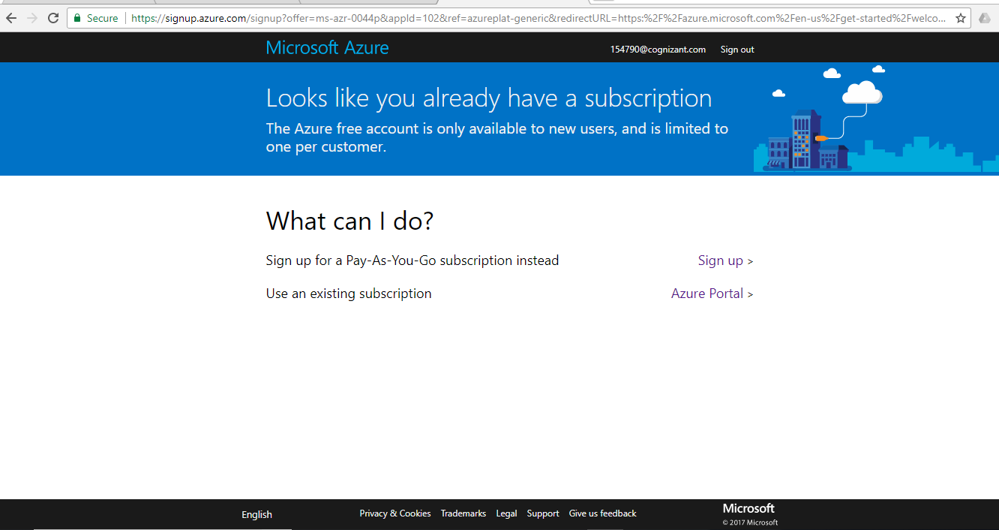 Secure https://signup.azure.com/signup?offer=ms-azr-0044p&appId=102&ref=azureplat-generic&redirectURL=https:%2F%2Fazure.microsoft.com%2Fen-us%2Fget-started%2Fwelco...
Microsoft Azure 154790@cognizant.com Sign out
Looks like you already have a subscription
The Azure free account is only available to new users, and is limited to
one per customer.
What can I do?
Sign up for a Pay-As-You-Go subscription instead Sign up >
Use an existing subscription Azure Portal >
English Privacy & Cookies Trademarks Legal Support Give us feedback Microsoft
© 2017 Microsoft